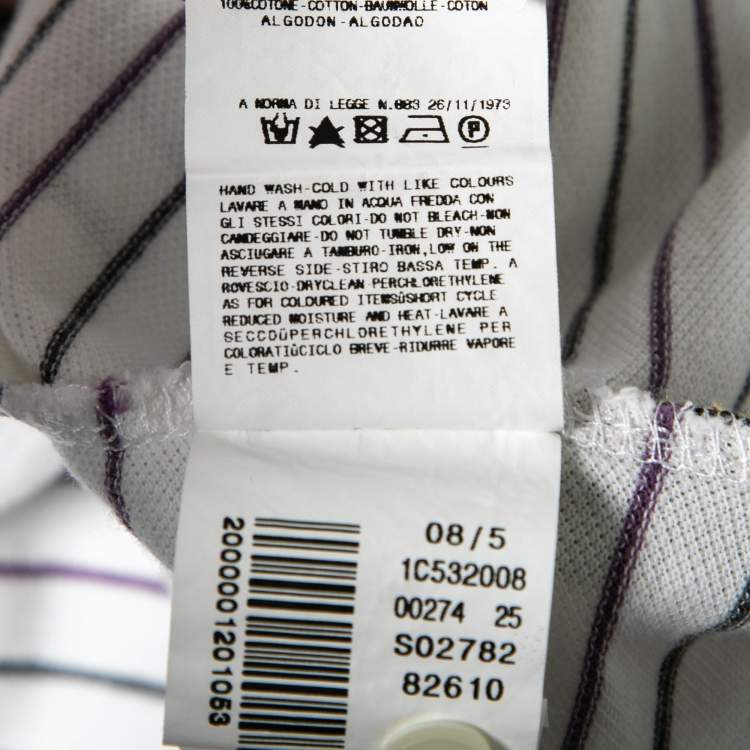 100%COTONE-COTTON-BAUMWOLLE-COTON
ALGODON-ALGODAO
A NORMA DI LEGGE N.883 26/11/1973
P
HAND WASH-COLD WITH LIKE COLOURS
LAVARE A MANO IN ACQUA FREDDA CON
GLI STESSI COLORI-DO NOT BLEACH-NON
CANDEGGIARE-DO NOT TUMBLE DRY-NON
ASCIUGARE A TAMBURO-IRON,LOW ON THE
REVERSE SIDE-STIRO BASSA TEMP. A
ROVESCIO-DRYCLEAN PERCHLORETHYLENE
AS FOR COLOURED ITEMSûSHORT CYCLE
REDUCED MOISTURE AND HEAT-LAVARE A
SECCOûPERCHLORETHYLENE PER
COLORATIûCICLO BREVE-RIDURRE VAPORE
E TEMP.
2000001201053
08/5
1C532008
00274 25
S02782
82610